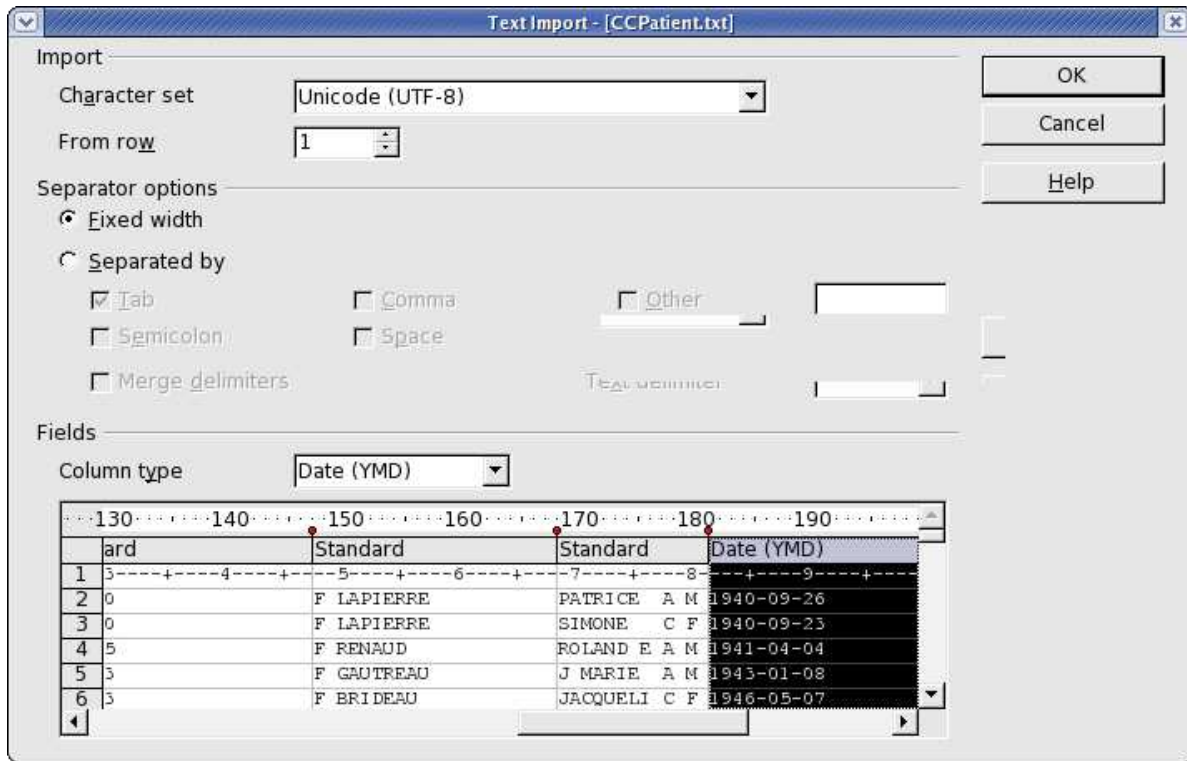 Text Import - [CCPatient.txt]
Import
OK
Character set Unicode (UTF-8)
Cancel
From row 1
Help
Separator options
Fixed width
Separated by
Tab Comma Other
Semicolon Space
Merge delimiters Text delimiter
Fields
Column type Date (YMD)
130 140 150 160 170 180 190
ard Standard Standard Date (YMD)
1 3----+----4----+----5----+----6----+----7----+----8----+----9----+----
2 0 F LAPIERRE PATRICE A M 1940-09-26
3 0 F LAPIERRE SIMONE C F 1940-09-23
4 5 F RENAUD ROLAND E A M 1941-04-04
5 3 F GAUTREAU J MARIE A M 1943-01-08
6 3 F BRIDEAU JACQUELI C F 1946-05-07